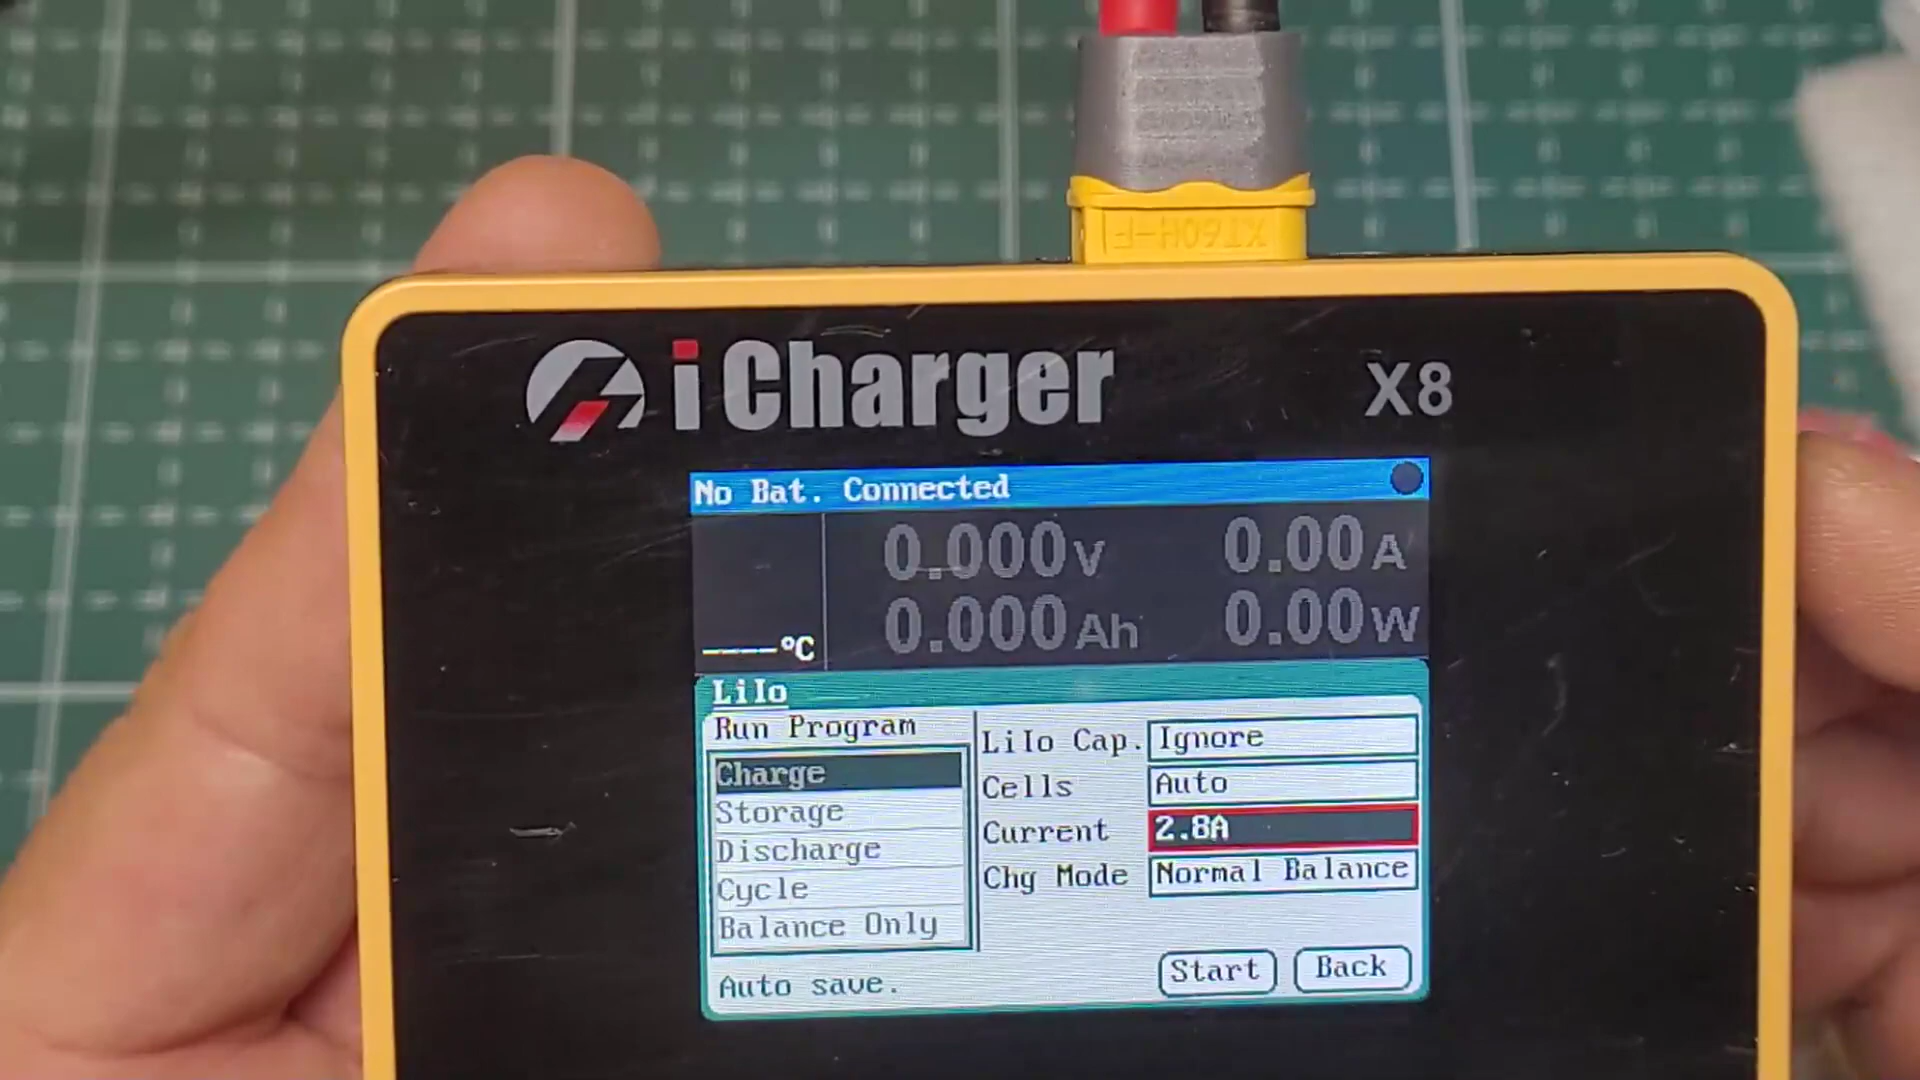 XT60H-F
iCharger X8
No Bat. Connected
0.000V 0.00A
0.000Ah 0.00W
----°C
LiIo
Run Program
Charge
Storage
Discharge
Cycle
Balance Only
LiIo Cap. Ignore
Cells Auto
Current 2.8A
Chg Mode Normal Balance
Auto save.
Start Back